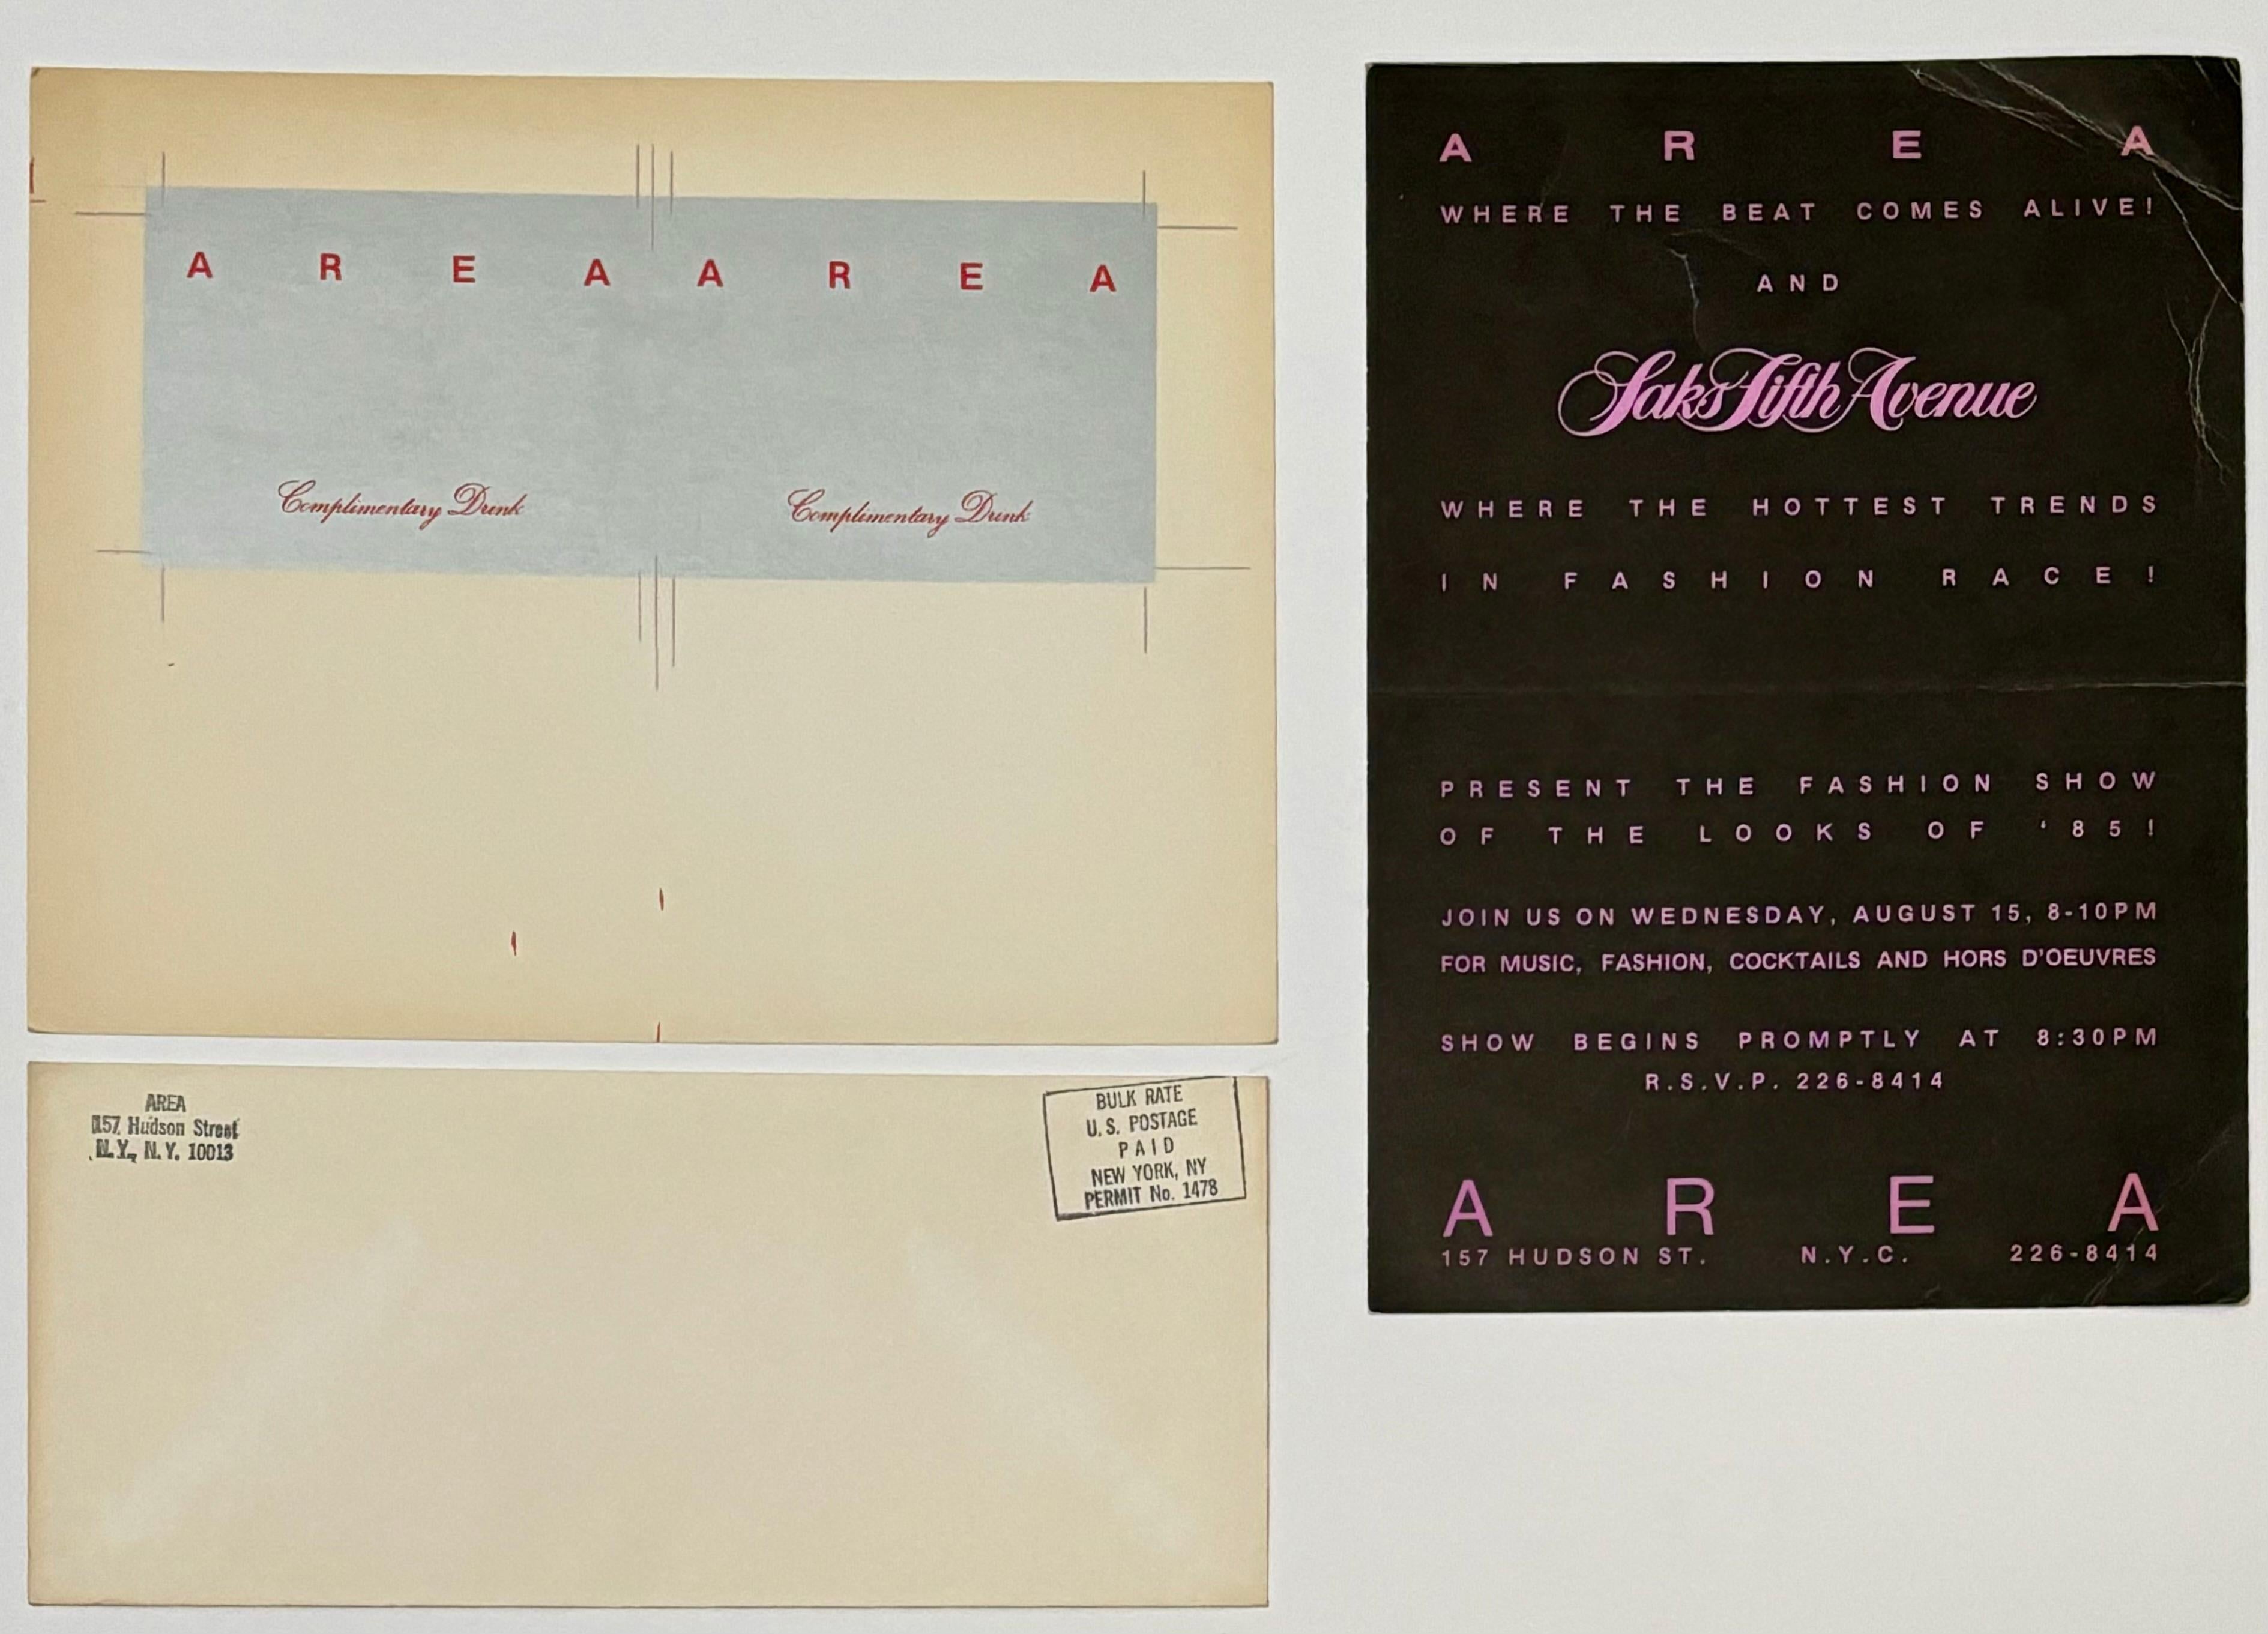 A R E A A R E A
Complimentary Drink Complimentary Drink
AREA
157 Hudson Street
N.Y., N.Y. 10013
BULK RATE
U.S. POSTAGE
PAID
NEW YORK, NY
PERMIT No. 1478
A R E A
WHERE THE BEAT COMES ALIVE!
AND
Saks Fifth Avenue
WHERE THE HOTTEST TRENDS
IN FASHION RACE!
PRESENT THE FASHION SHOW
OF THE LOOKS OF '85!
JOIN US ON WEDNESDAY, AUGUST 15, 8-10PM
FOR MUSIC, FASHION, COCKTAILS AND HORS D'OEUVRES
SHOW BEGINS PROMPTLY AT 8:30PM
R.S.V.P. 226-8414
A R E A
157 HUDSON ST. N.Y.C. 226-8414